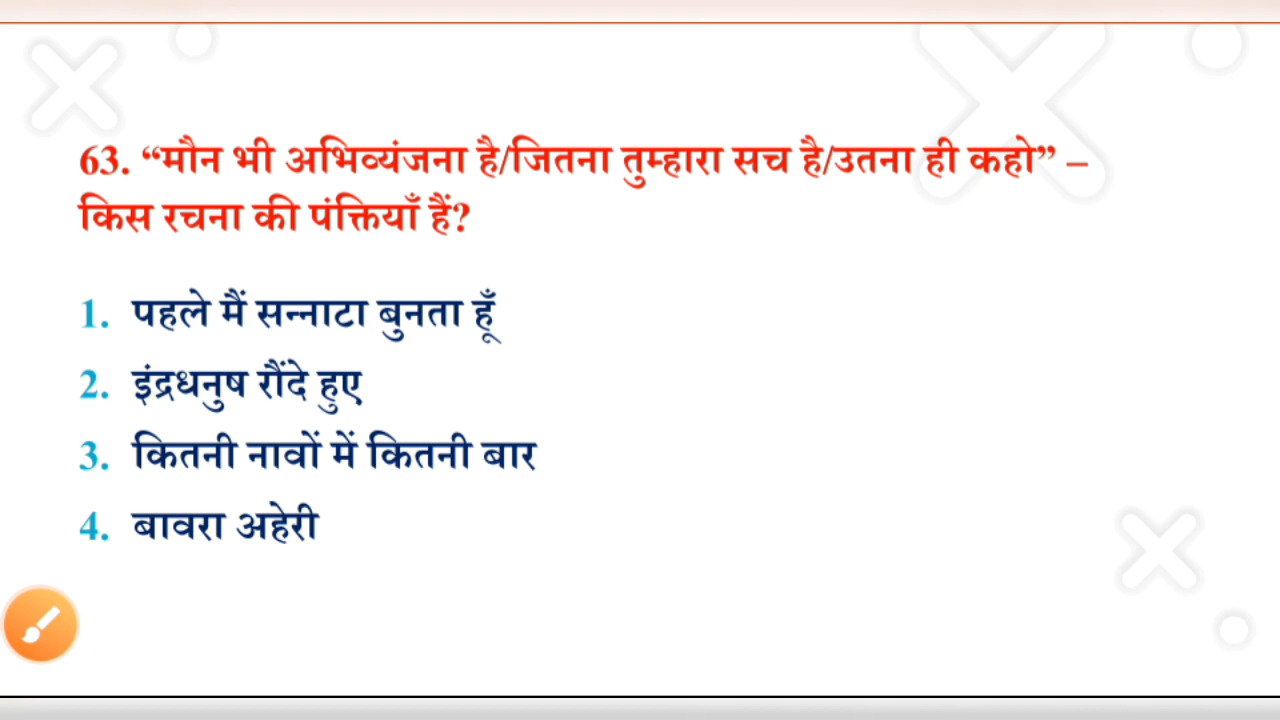 63. “मौन भी अभिव्यंजना है/जितना तुम्हारा सच है/उतना ही कहो” –
किस रचना की पंक्तियाँ हैं?
1. पहले मैं सन्नाटा बुनता हूँ
2. इंद्रधनुष रौंदे हुए
3. कितनी नावों में कितनी बार
4. बावरा अहेरी